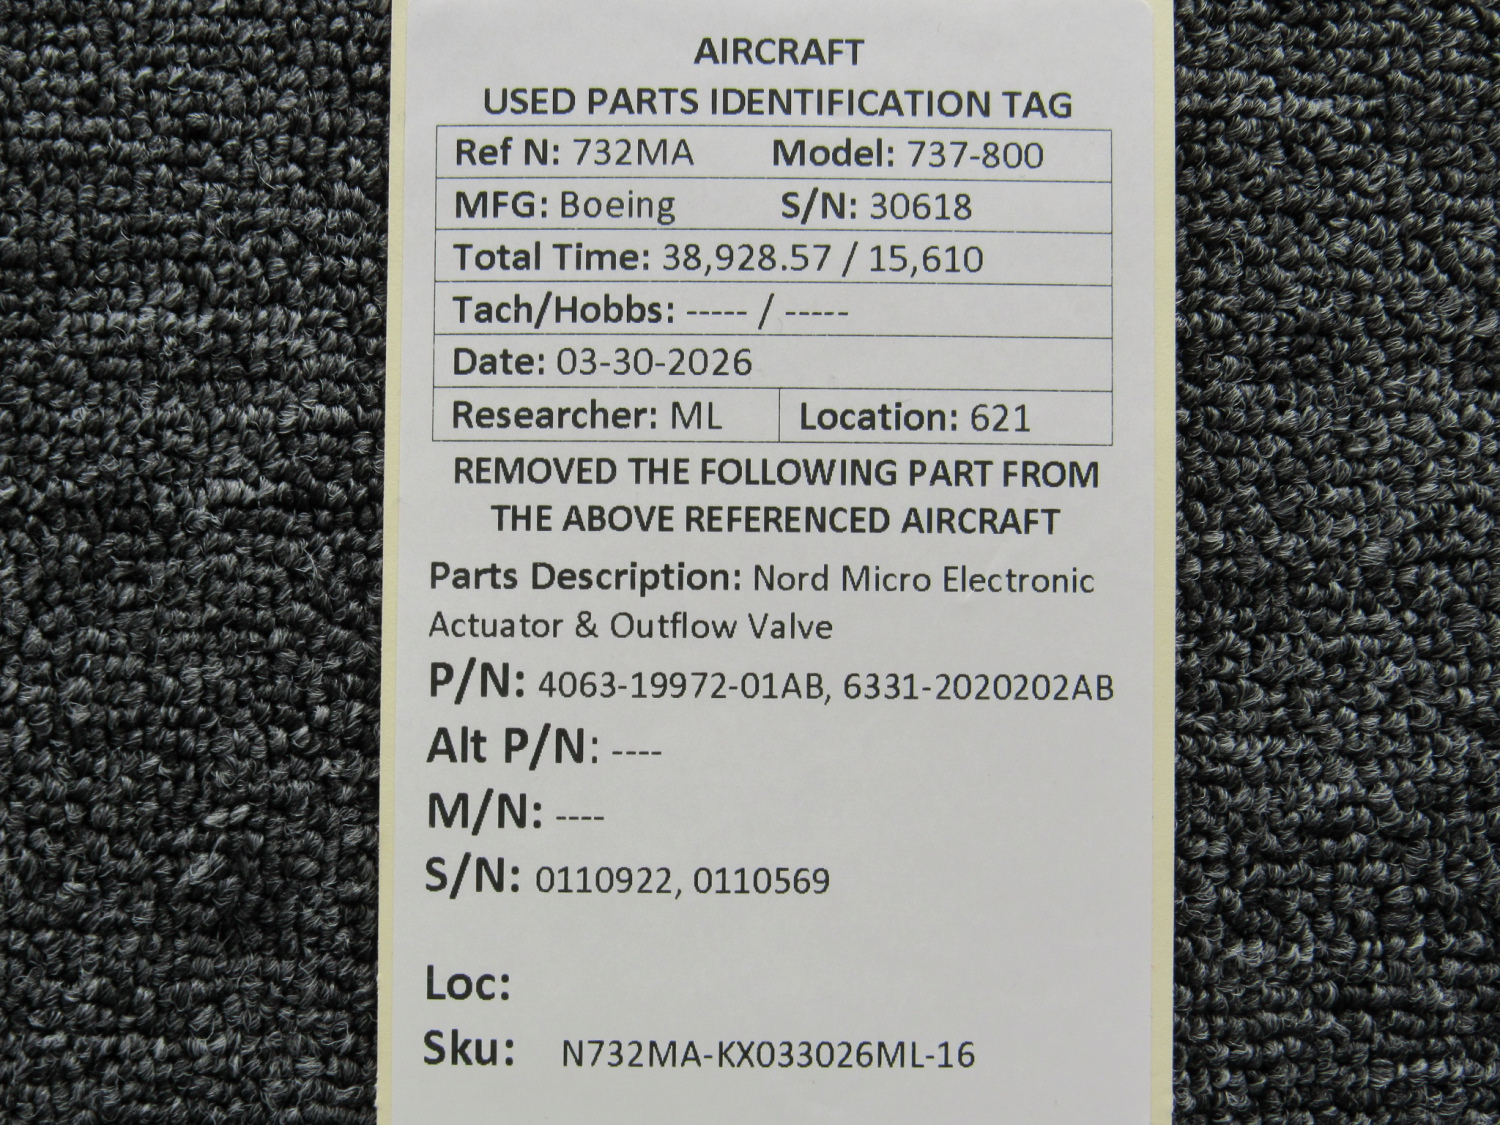 AIRCRAFT
USED PARTS IDENTIFICATION TAG
Ref N: 732MA Model: 737-800
MFG: Boeing S/N: 30618
Total Time: 38,928.57 / 15,610
Tach/Hobbs: ----- / -----
Date: 03-30-2026
Researcher: ML Location: 621
REMOVED THE FOLLOWING PART FROM
THE ABOVE REFERENCED AIRCRAFT
Parts Description: Nord Micro Electronic
Actuator & Outflow Valve
P/N: 4063-19972-01AB, 6331-2020202AB
Alt P/N: ----
M/N: ----
S/N: 0110922, 0110569
Loc:
Sku: N732MA-KX033026ML-16